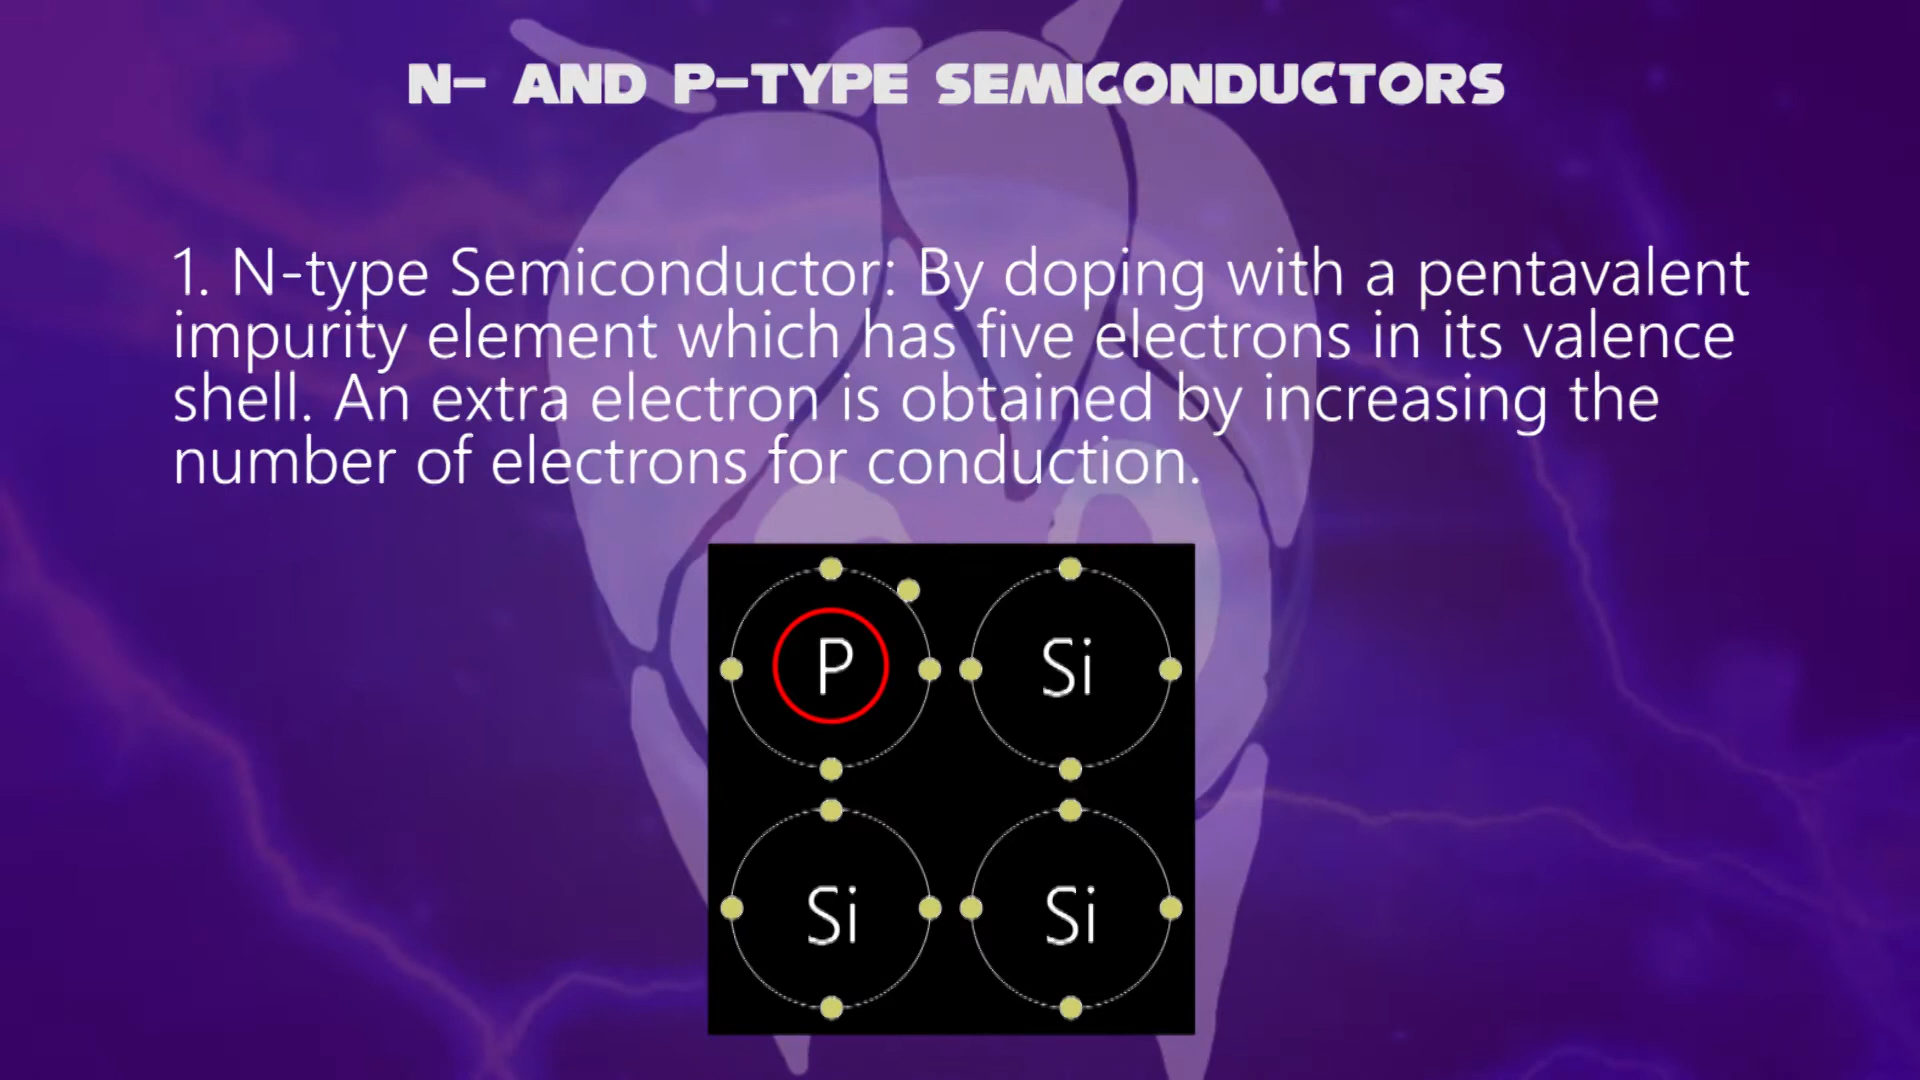 N- AND P-TYPE SEMICONDUCTORS
1. N-type Semiconductor: By doping with a pentavalent
impurity element which has five electrons in its valence
shell. An extra electron is obtained by increasing the
number of electrons for conduction.
P Si
Si Si